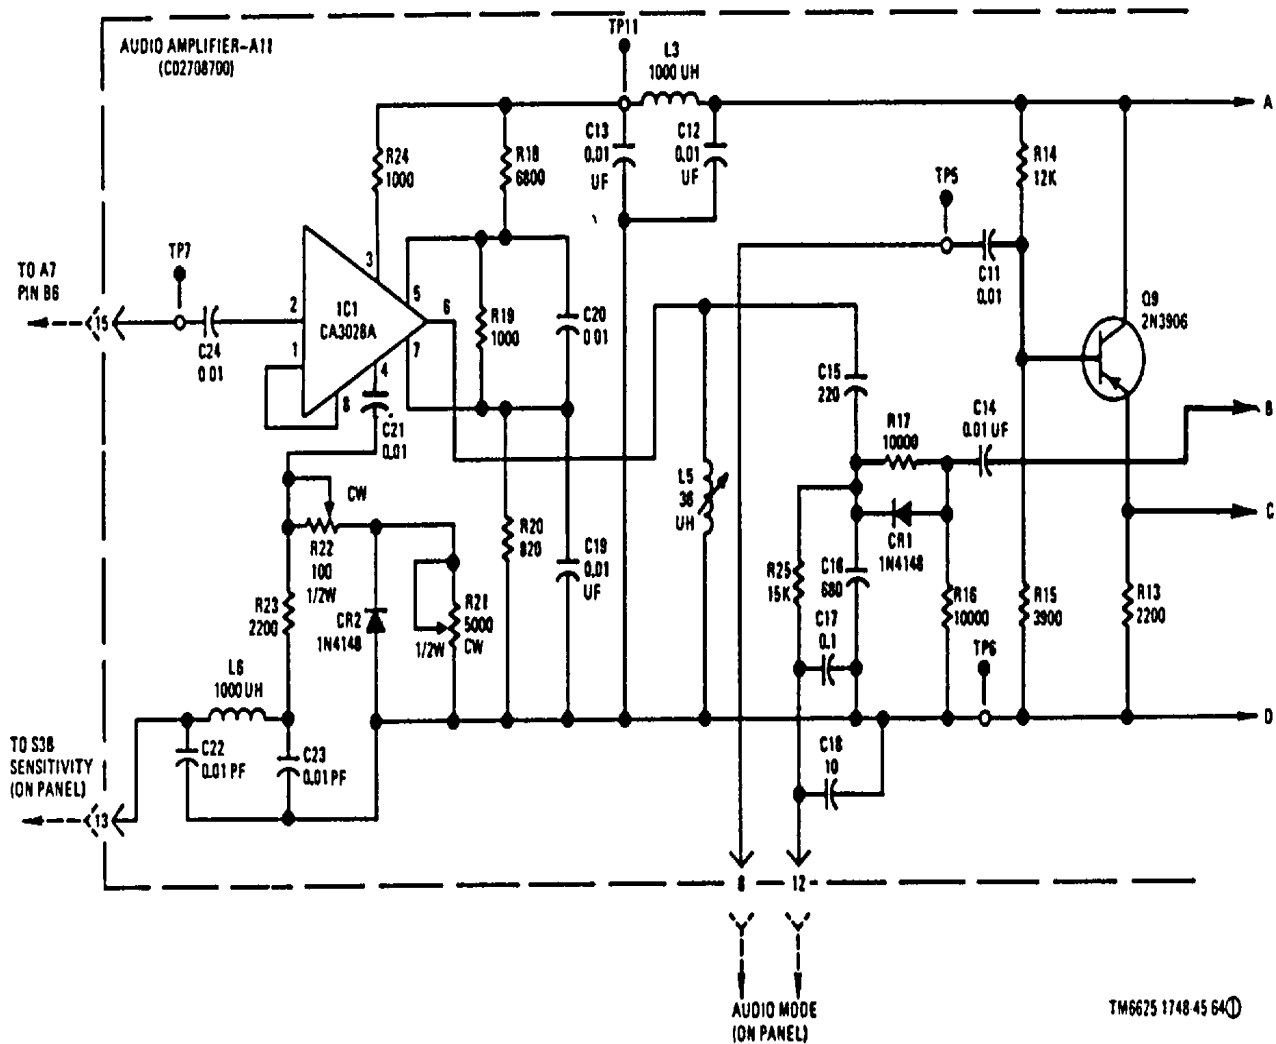 AUDIO AMPLIFIER-A11
(C02708700)
TP11
L3
1000 UH
A
C13
0.01
UF
C12
0.01
UF
R24
1000
R18
6800
R14
12K
TP5
TO A7
PIN B6
TP7
15
C24
0.01
IC1
CA3028A
2
1
3
5
6
7
4
8
R19
1000
C20
0.01
C11
0.01
Q9
2N3906
C21
0.01
C15
220
R17
10000
C14
0.01 UF
B
CW
L5
36
UH
R22
100
1/2W
R20
820
C19
0.01
UF
C
R23
2200
CR2
1N4148
R21
5000
CW
1/2W
R25
15K
C16
680
CR1
1N4148
C17
0.1
R16
10000
R15
3900
R13
2200
TP6
L6
1000 UH
D
TO S3B
SENSITIVITY
(ON PANEL)
13
C22
0.01 PF
C23
0.01 PF
C18
10
8
12
AUDIO MODE
(ON PANEL)
TM6625 1748-45 64①